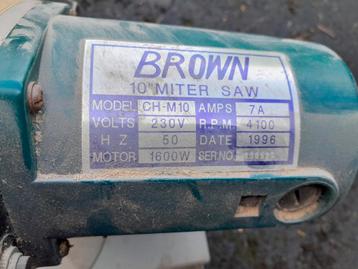 BROWN
10" MITER SAW
MODEL CH-M10 AMPS 7A
VOLTS 230V R.P.M. 4100
HZ 50 DATE 1996
MOTOR 1600W SER NO.